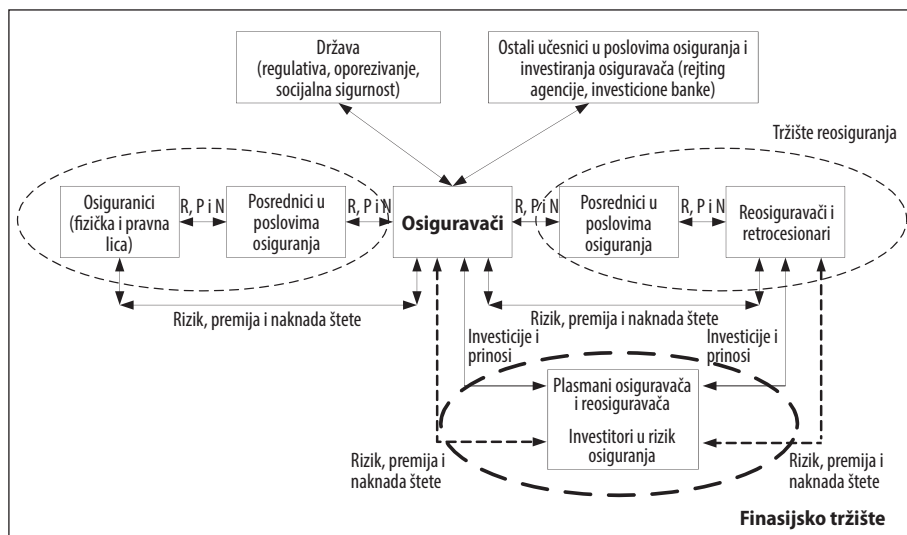 Država
(regulativa, oporezivanje,
socijalna sigurnost)
Ostali učesnici u poslovima osiguranja i
investiranja osiguravača (rejting
agencije, investicione banke)
Tržište reosiguranja
Osiguranici
(fizička i pravna
lica)
R, P i N
Posrednici u
poslovima
osiguranja
R, P i N
Osiguravači
R, P i N
Posrednici u
poslovima
osiguranja
R, P i N
Reosiguravači i
retrocesionari
Rizik, premija i naknada štete
Rizik, premija i naknada štete
Investicije i
prinosi
Investicije i
prinosi
Plasmani osiguravača
i reosiguravača
Investitori u rizik
osiguranja
Rizik, premija i
naknada štete
Rizik, premija i
naknada štete
Finasijsko tržište